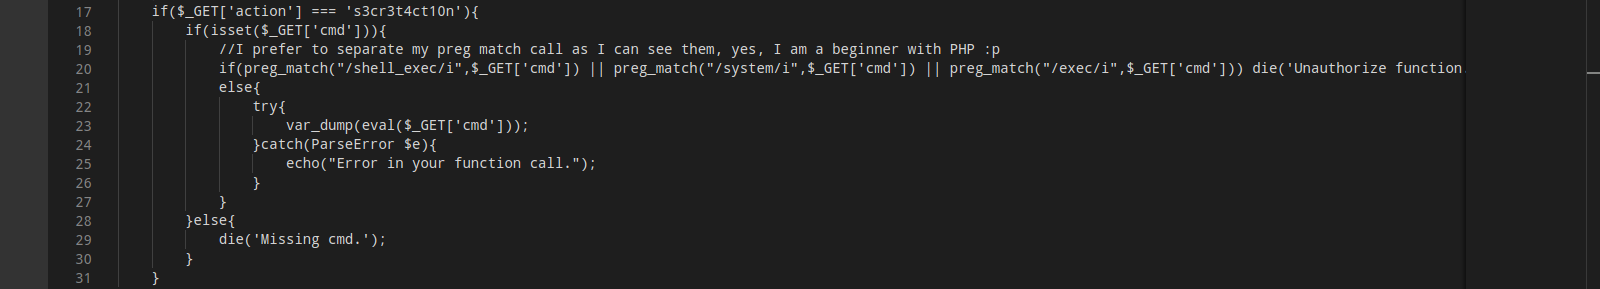 17 if($_GET['action'] === 's3cr3t4ct10n'){
18 if(isset($_GET['cmd'])){
19 //I prefer to separate my preg match call as I can see them, yes, I am a beginner with PHP :p
20 if(preg_match("/shell_exec/i",$_GET['cmd']) || preg_match("/system/i",$_GET['cmd']) || preg_match("/exec/i",$_GET['cmd'])) die('Unauthorize function
21 else{
22 try{
23 var_dump(eval($_GET['cmd']));
24 }catch(ParseError $e){
25 echo("Error in your function call.");
26 }
27 }
28 }else{
29 die('Missing cmd.');
30 }
31 }